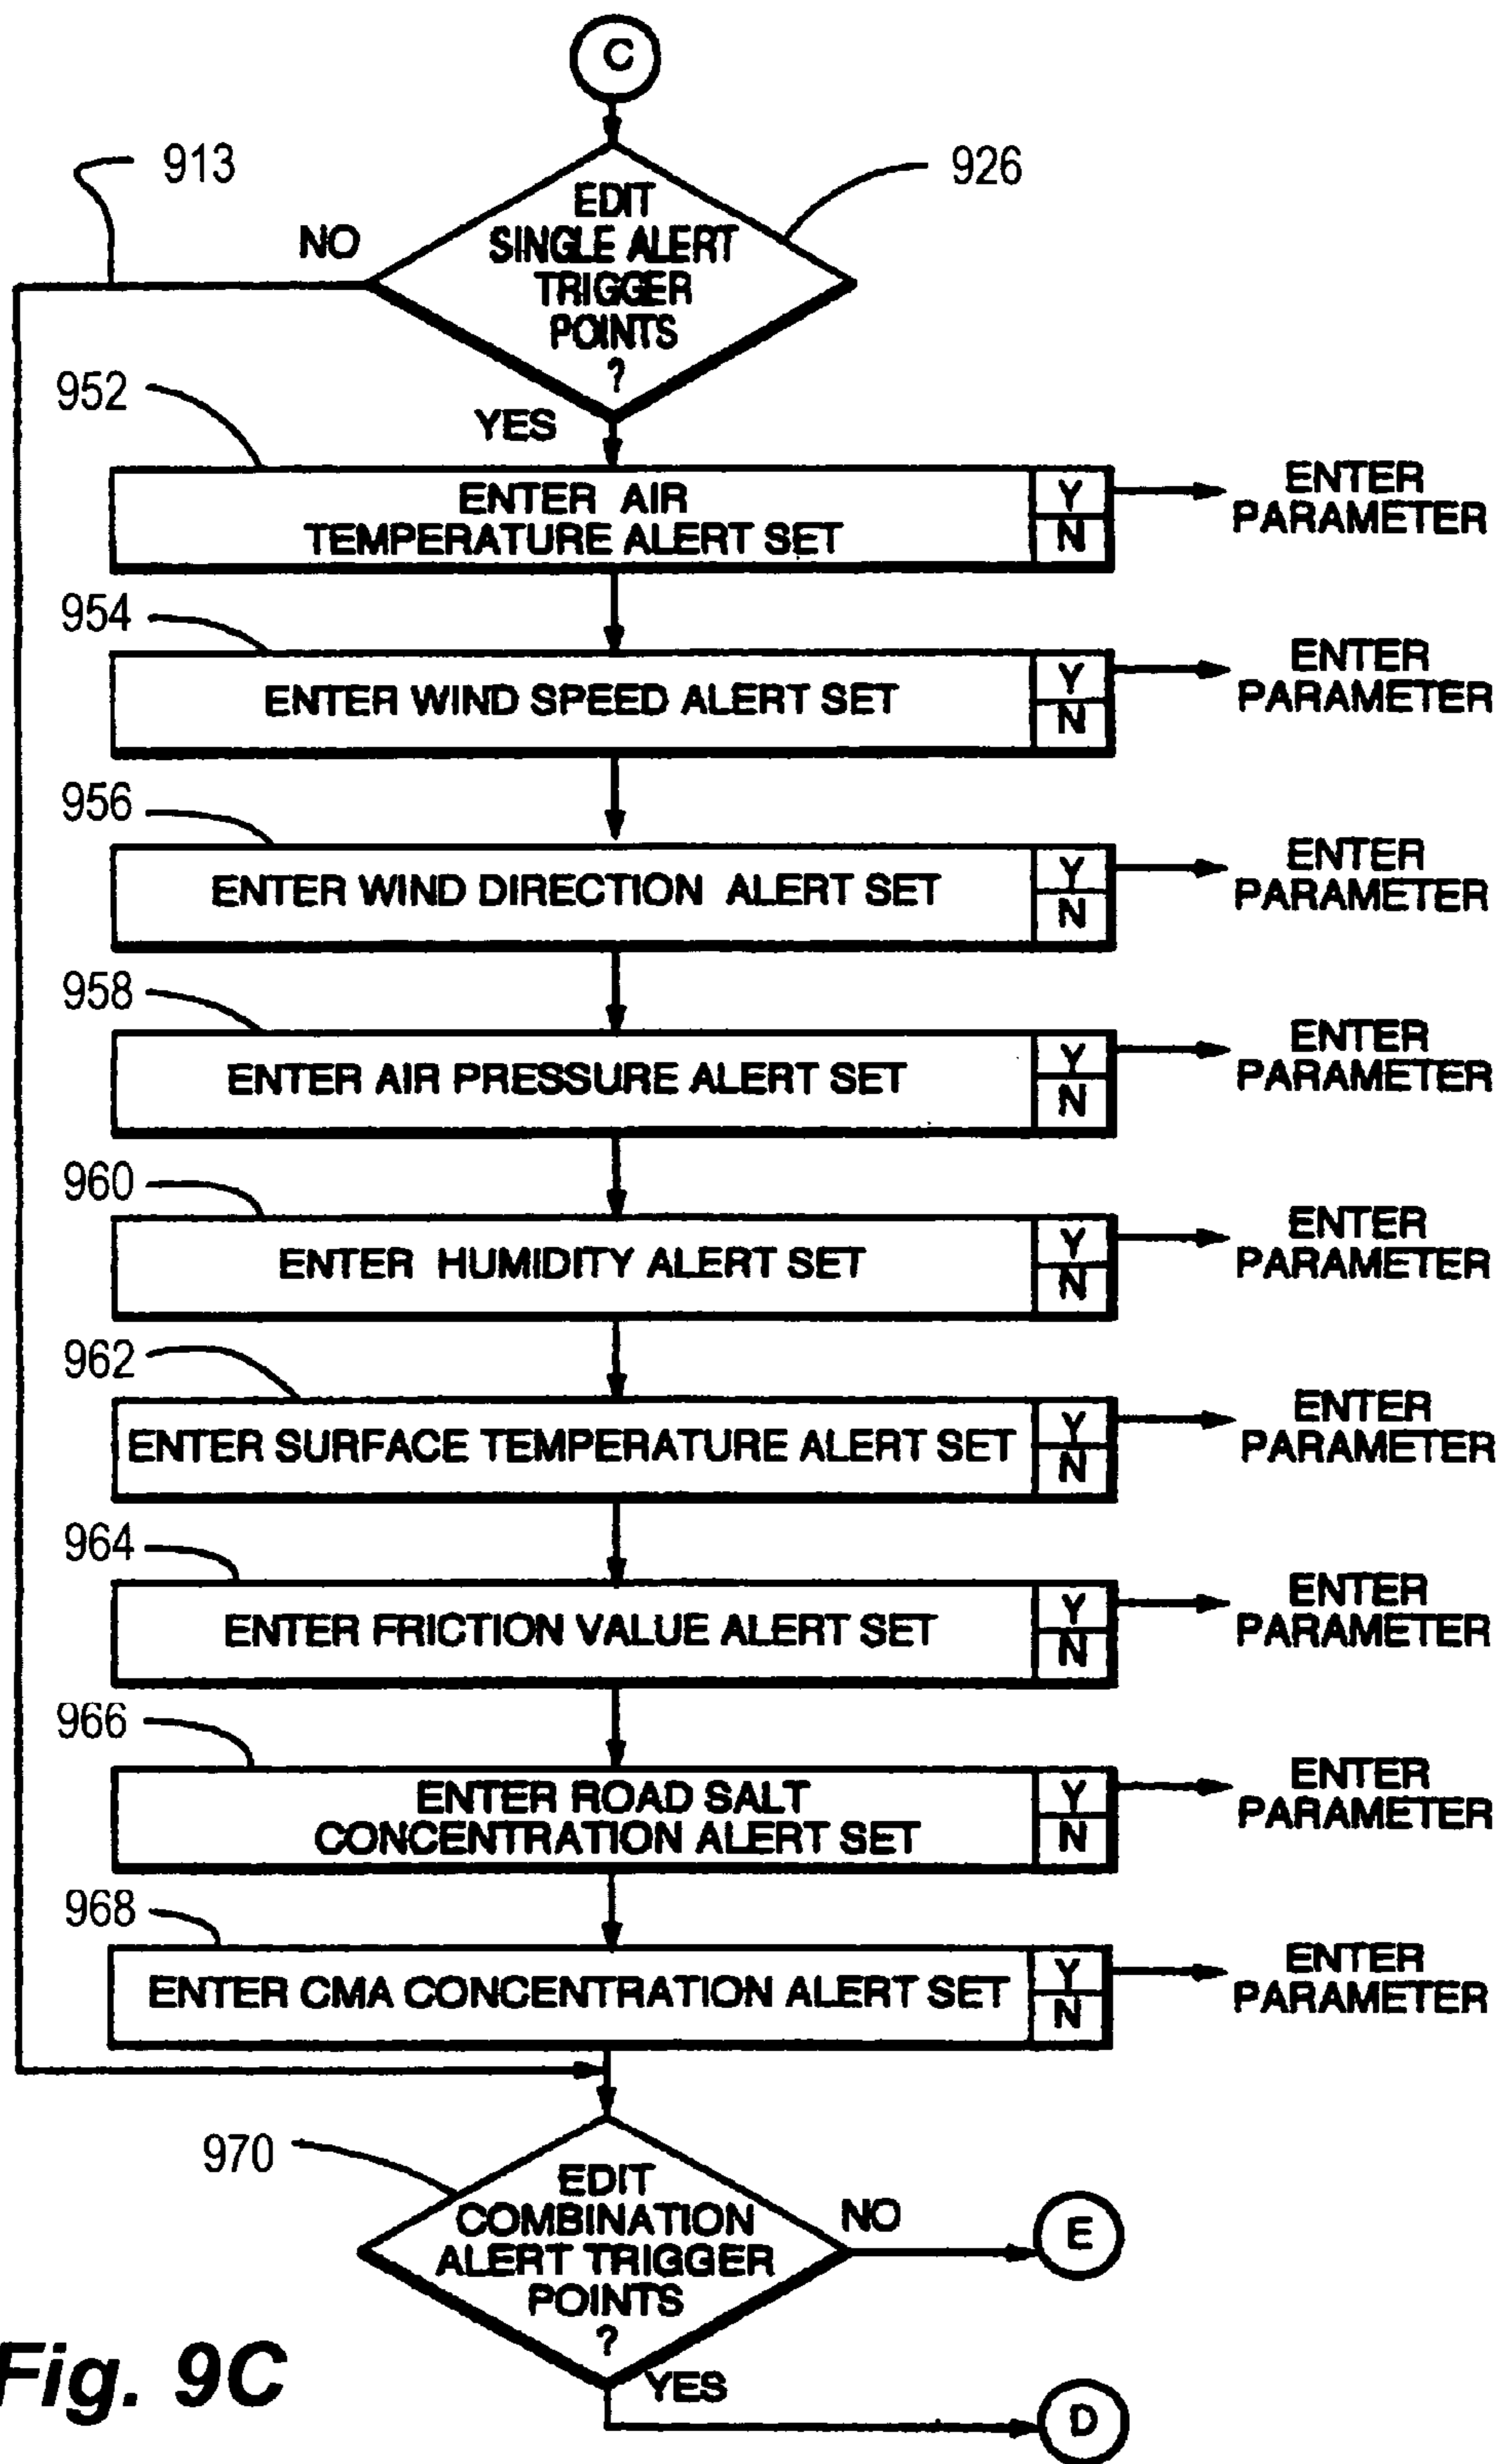 C
913
926
NO
EDIT
SINGLE ALERT
TRIGGER
POINTS
?
YES
952
ENTER AIR
TEMPERATURE ALERT SET
Y
N
ENTER
PARAMETER
954
ENTER WIND SPEED ALERT SET
Y
N
ENTER
PARAMETER
956
ENTER WIND DIRECTION ALERT SET
Y
N
ENTER
PARAMETER
958
ENTER AIR PRESSURE ALERT SET
Y
N
ENTER
PARAMETER
960
ENTER HUMIDITY ALERT SET
Y
N
ENTER
PARAMETER
962
ENTER SURFACE TEMPERATURE ALERT SET
Y
N
ENTER
PARAMETER
964
ENTER FRICTION VALUE ALERT SET
Y
N
ENTER
PARAMETER
966
ENTER ROAD SALT
CONCENTRATION ALERT SET
Y
N
ENTER
PARAMETER
968
ENTER CMA CONCENTRATION ALERT SET
Y
N
ENTER
PARAMETER
970
EDIT
COMBINATION
ALERT TRIGGER
POINTS
?
NO
E
YES
D
Fig. 9C